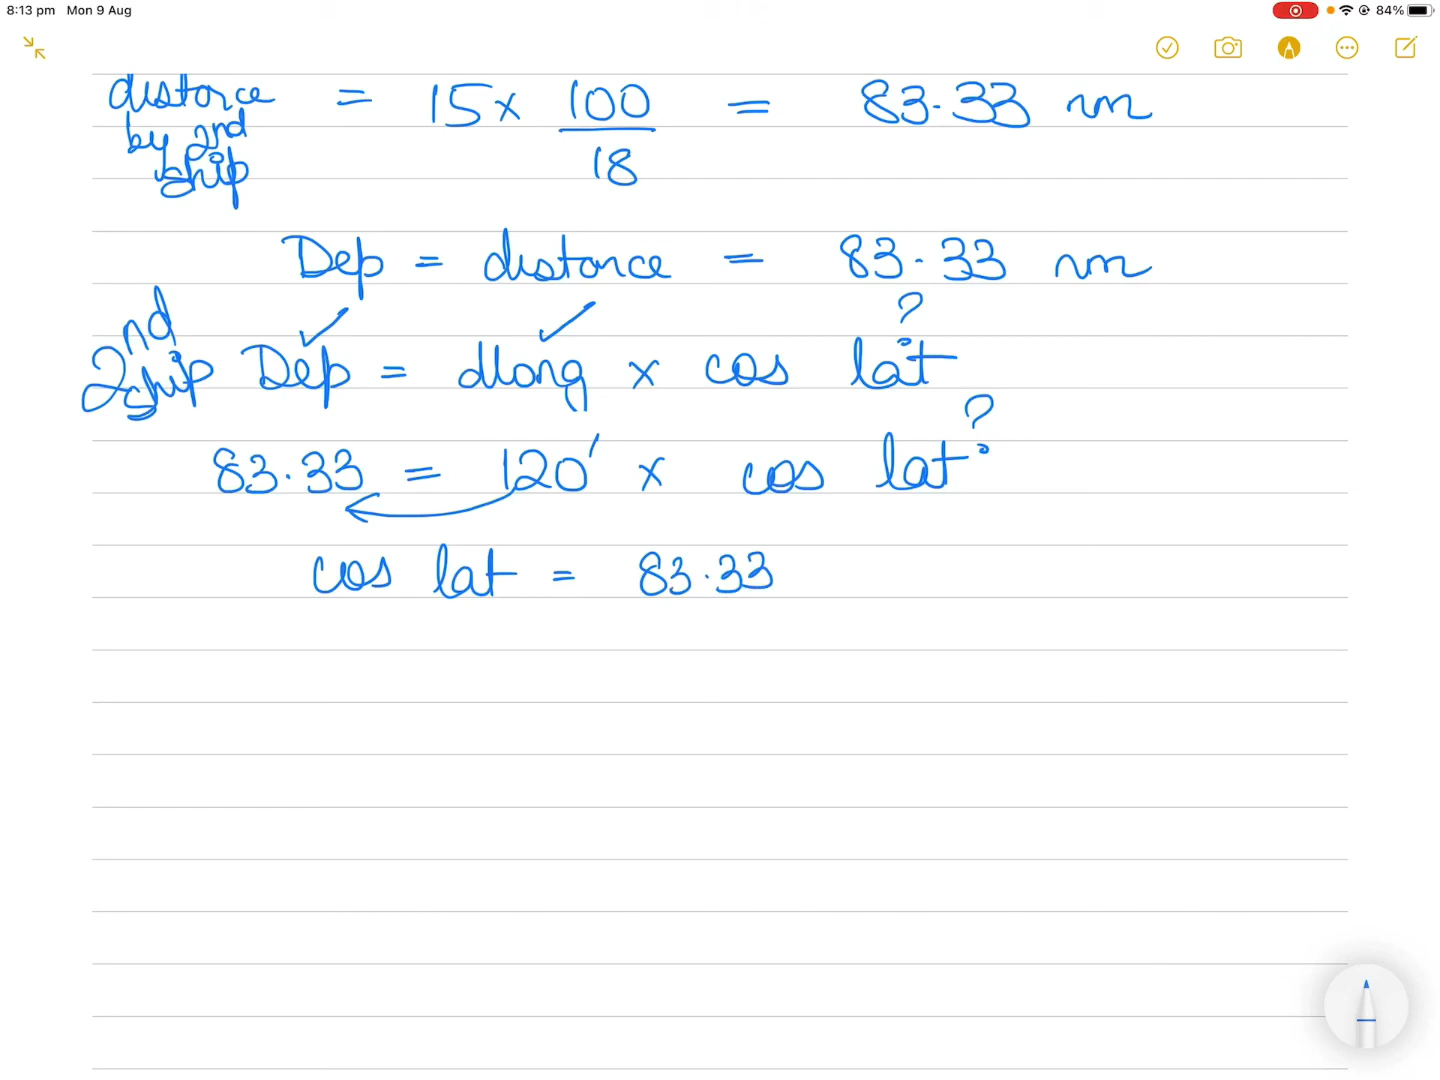 8:13 pm Mon 9 Aug 84%
distance = 15 x 100 = 83.33 nm
by 2nd
ship 18
Dep = distance = 83.33 nm
?
2nd ship Dep = dlong x cos lat
?
83.33 = 120' x cos lat
cos lat = 83.33